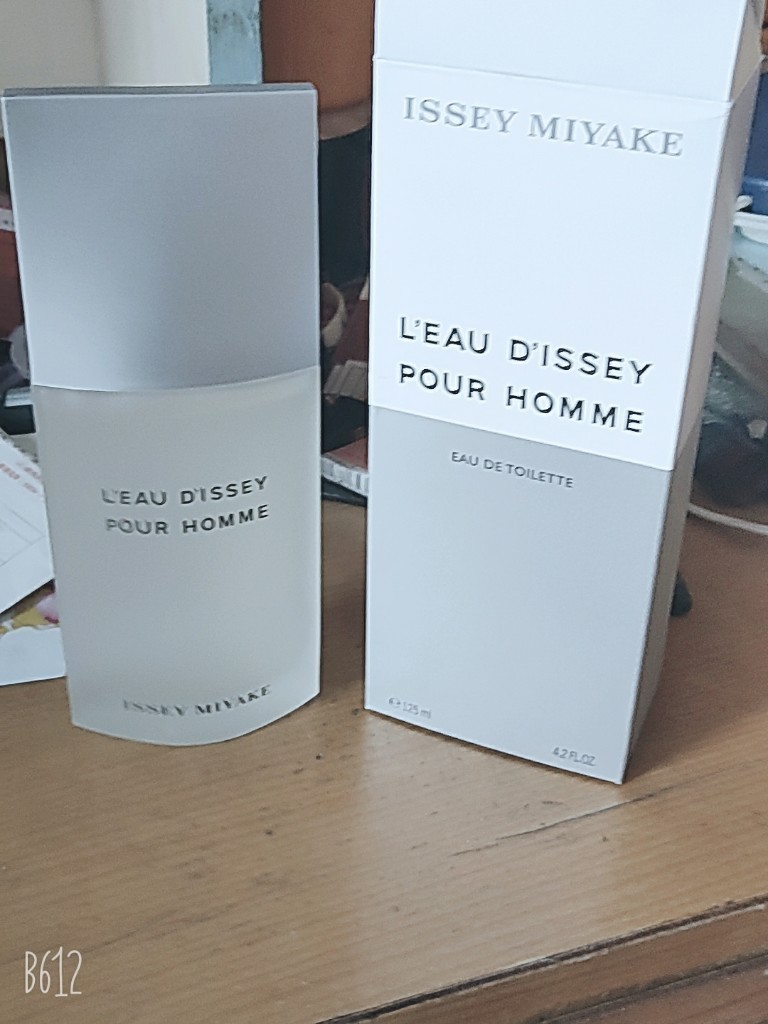 ISSEY MIYAKE
L'EAU D'ISSEY
POUR HOMME
EAU DE TOILETTE
℮ 125 ml
4.2 FL.OZ.
L'EAU D'ISSEY
POUR HOMME
ISSEY MIYAKE
B612